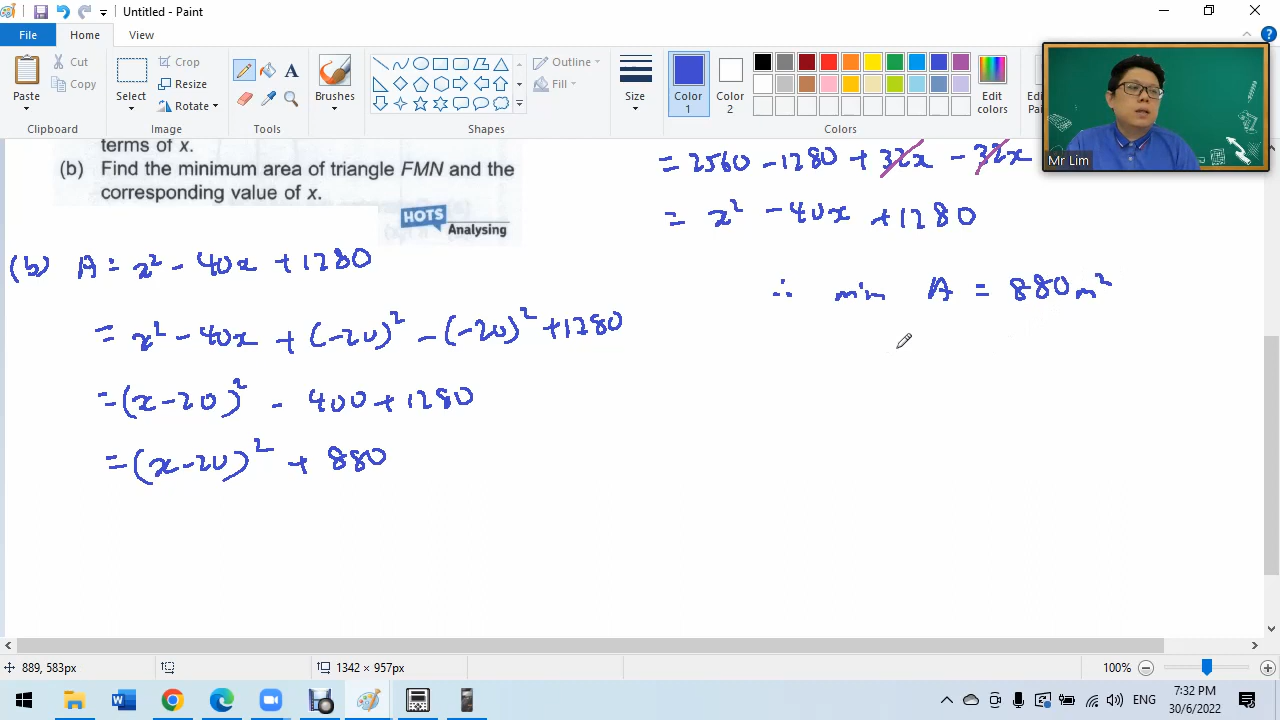 Untitled - Paint
File Home View
Paste
Cut
Copy
Clipboard
Select
Crop
Resize
Rotate
Image
Tools
Brushes
Shapes
Outline
Fill
Size
Color 1
Color 2
Colors
Edit colors
Mr Lim
terms of x.
(b) Find the minimum area of triangle FMN and the
corresponding value of x.
HOTS
Analysing
= 2560 - 1280 + 32x - 32x
= x² - 40x + 1280
(b) A = x² - 40x + 1280
= x² - 40x + (-20)² - (-20)² + 1280
= (x - 20)² - 400 + 1280
= (x - 20)² + 880
∴ min A = 880 m²
889, 583px
1342 × 957px
100%
ENG
7:32 PM
30/6/2022